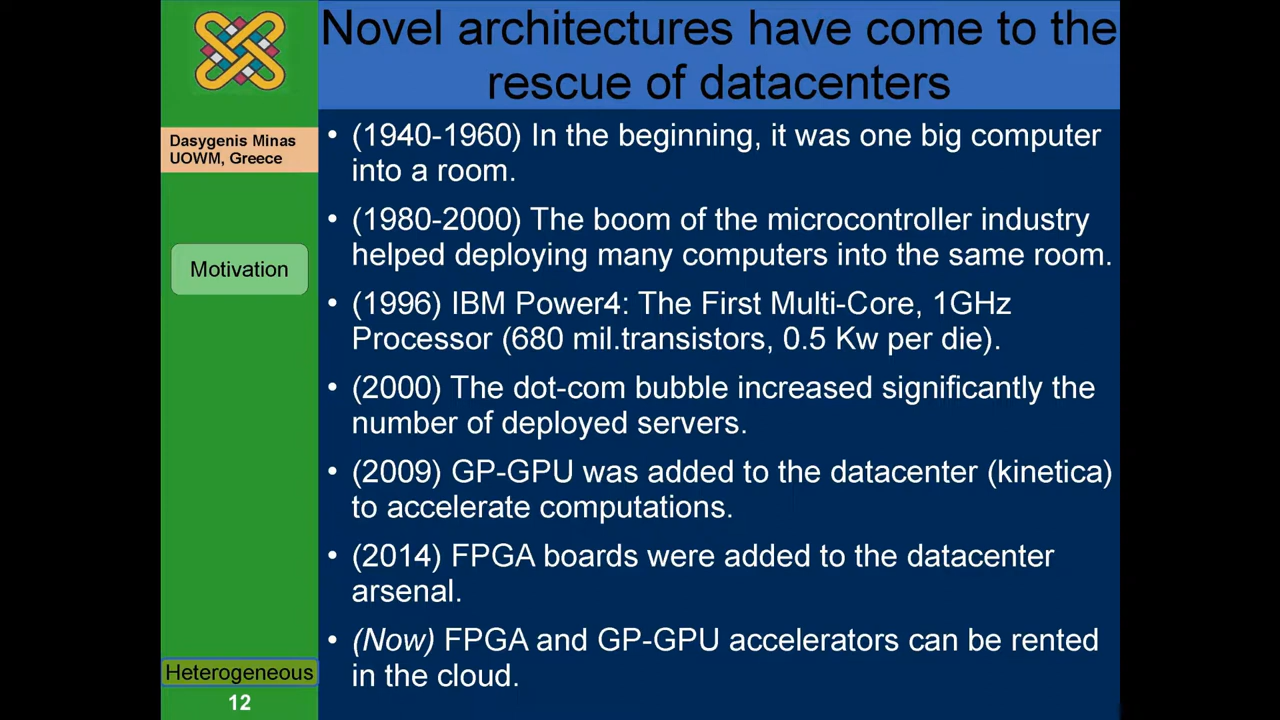 Novel architectures have come to the
rescue of datacenters
Dasygenis Minas
UOWM, Greece
Motivation
• (1940-1960) In the beginning, it was one big computer
into a room.
• (1980-2000) The boom of the microcontroller industry
helped deploying many computers into the same room.
• (1996) IBM Power4: The First Multi-Core, 1GHz
Processor (680 mil.transistors, 0.5 Kw per die).
• (2000) The dot-com bubble increased significantly the
number of deployed servers.
• (2009) GP-GPU was added to the datacenter (kinetica)
to accelerate computations.
• (2014) FPGA boards were added to the datacenter
arsenal.
• (Now) FPGA and GP-GPU accelerators can be rented
in the cloud.
Heterogeneous
12